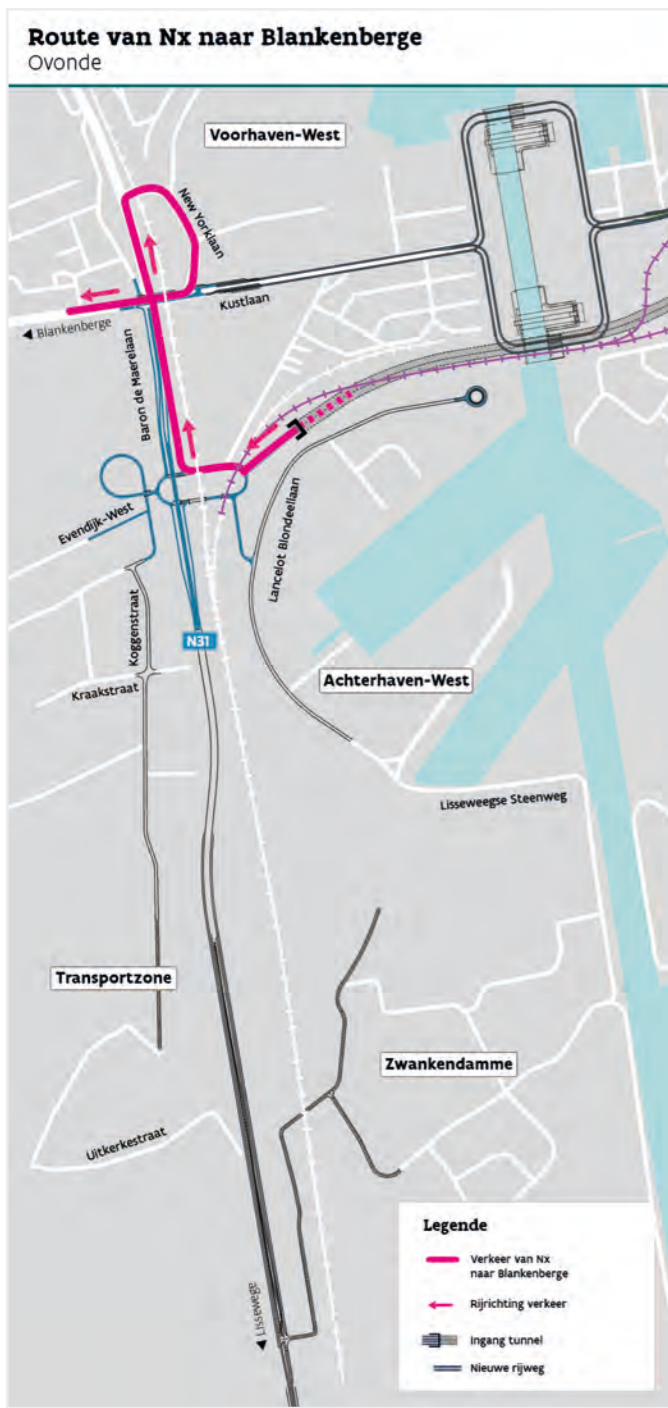 Route van Nx naar Blankenberge
Ovonde
Voorhaven-West
New Yorklaan
Kustlaan
◄ Blankenberge
Baron de Maerelaan
Evendijk-West
Lancelot Blondeellaan
N31
Koggenstraat
Kraakstraat
Achterhaven-West
Lisseweegse Steenweg
Transportzone
Zwankendamme
Uitkerkestraat
◄ Lissewege
Legende
Verkeer van Nx
naar Blankenberge
Rijrichting verkeer
Ingang tunnel
Nieuwe rijweg